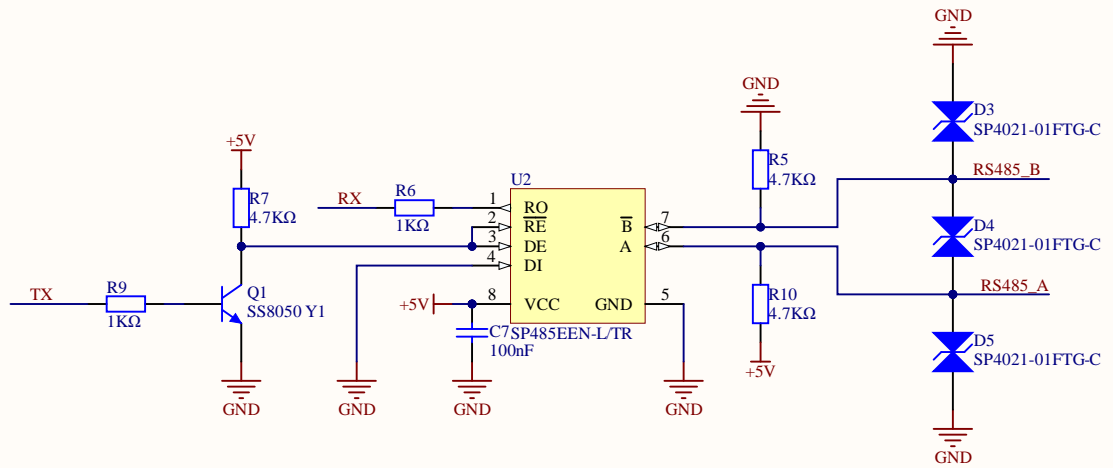 GND
D3
SP4021-01FTG-C
GND
+5V
R5
4.7KΩ
RS485_B
U2
R7
4.7KΩ
RX
R6
1KΩ
1
RO
2
RE
3
DE
4
DI
7
B
6
A
D4
SP4021-01FTG-C
TX
R9
1KΩ
Q1
SS8050 Y1
+5V
8
VCC
GND
5
R10
4.7KΩ
RS485_A
C7
100nF
SP485EEN-L/TR
+5V
D5
SP4021-01FTG-C
GND
GND
GND
GND
GND